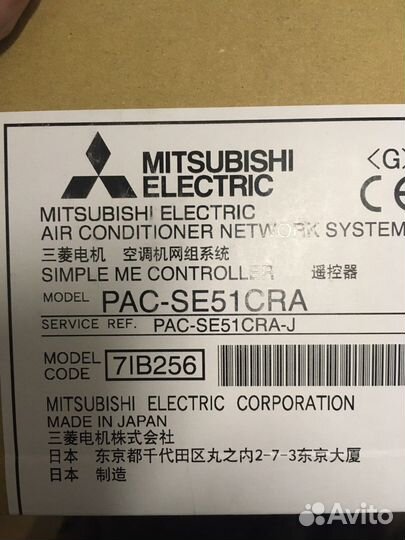 MITSUBISHI
ELECTRIC
<G>
CE
MITSUBISHI ELECTRIC
AIR CONDITIONER NETWORK SYSTEM
三菱电机 空调机网组系统
SIMPLE ME CONTROLLER 遥控器
MODEL PAC-SE51CRA
SERVICE REF. PAC-SE51CRA-J
MODEL CODE 7IB256
MITSUBISHI ELECTRIC CORPORATION
MADE IN JAPAN
三菱电机株式会社
日本 东京都千代田区丸之内2-7-3东京大厦
日本 制造
Avito